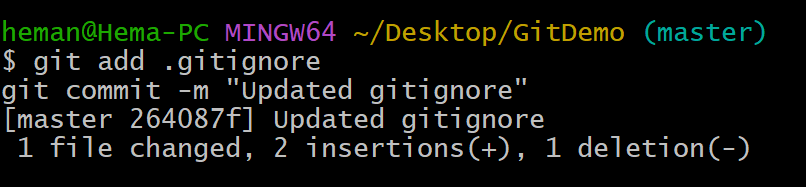 heman@Hema-PC MINGW64 ~/Desktop/GitDemo (master)
$ git add .gitignore
git commit -m "Updated gitignore"
[master 264087f] Updated gitignore
 1 file changed, 2 insertions(+), 1 deletion(-)